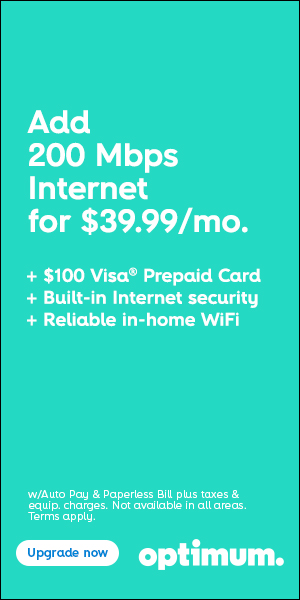 Add
200 Mbps
Internet
for $39.99/mo.
+ $100 Visa® Prepaid Card
+ Built-in Internet security
+ Reliable in-home WiFi
w/Auto Pay & Paperless Bill plus taxes &
equip. charges. Not available in all areas.
Terms apply.
Upgrade now
optimum.